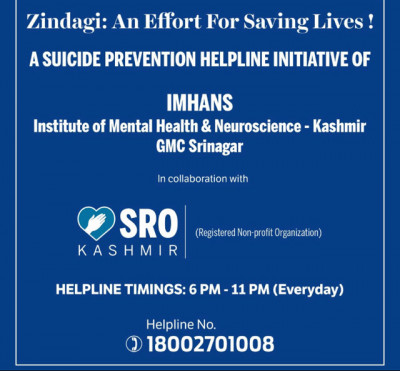 Zindagi: An Effort For Saving Lives !
A SUICIDE PREVENTION HELPLINE INITIATIVE OF
IMHANS
Institute of Mental Health & Neuroscience - Kashmir
GMC Srinagar
In collaboration with
SRO
KASHMIR
(Registered Non-profit Organization)
HELPLINE TIMINGS: 6 PM - 11 PM (Everyday)
Helpline No.
18002701008